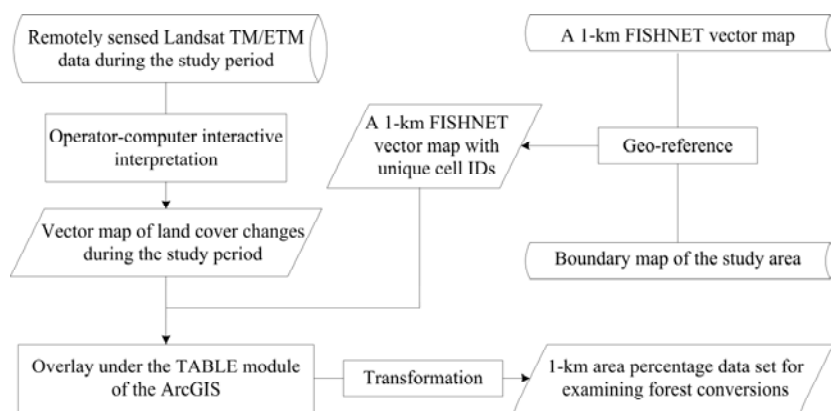 Remotely sensed Landsat TM/ETM
data during the study period
A 1-km FISHNET vector map
Operator-computer interactive
interpretation
A 1-km FISHNET
vector map with
unique cell IDs
Geo-reference
Vector map of land cover changes
during the study period
Boundary map of the study area
Overlay under the TABLE module
of the ArcGIS
Transformation
1-km area percentage data set for
examining forest conversions